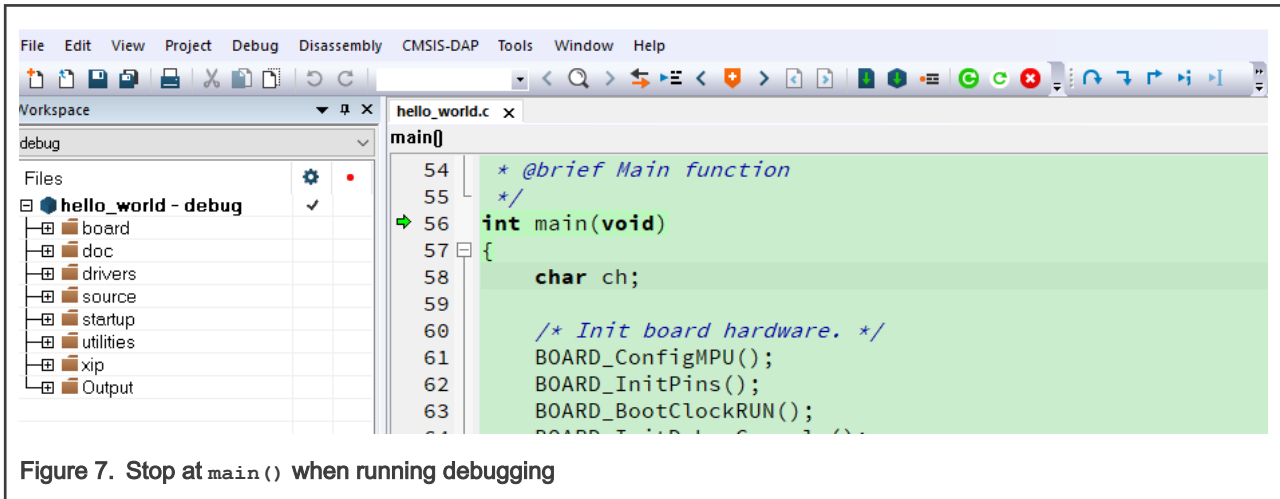 File Edit View Project Debug Disassembly CMSIS-DAP Tools Window Help
Workspace
hello_world.c
debug
main()
Files
hello_world - debug
board
doc
drivers
source
startup
utilities
xip
Output
54 * @brief Main function
55 */
56 int main(void)
57 {
58 char ch;
59
60 /* Init board hardware. */
61 BOARD_ConfigMPU();
62 BOARD_InitPins();
63 BOARD_BootClockRUN();
Figure 7. Stop at main() when running debugging